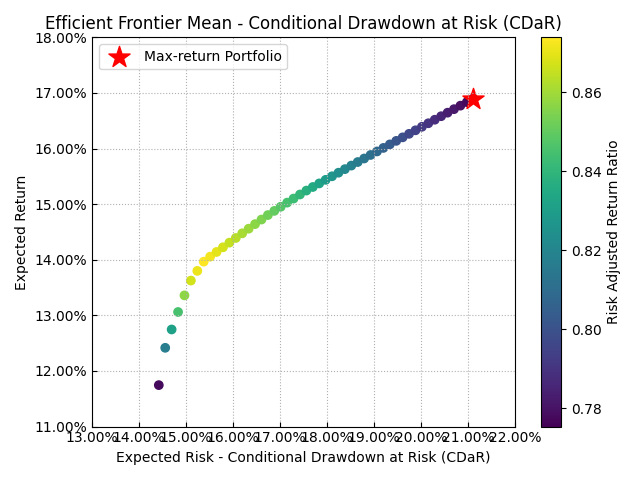 Efficient Frontier Mean - Conditional Drawdown at Risk (CDaR)
Max-return Portfolio
18.00%
17.00%
16.00%
15.00%
14.00%
13.00%
12.00%
11.00%
Expected Return
13.00% 14.00% 15.00% 16.00% 17.00% 18.00% 19.00% 20.00% 21.00% 22.00%
Expected Risk - Conditional Drawdown at Risk (CDaR)
0.86
0.84
0.82
0.80
0.78
Risk Adjusted Return Ratio